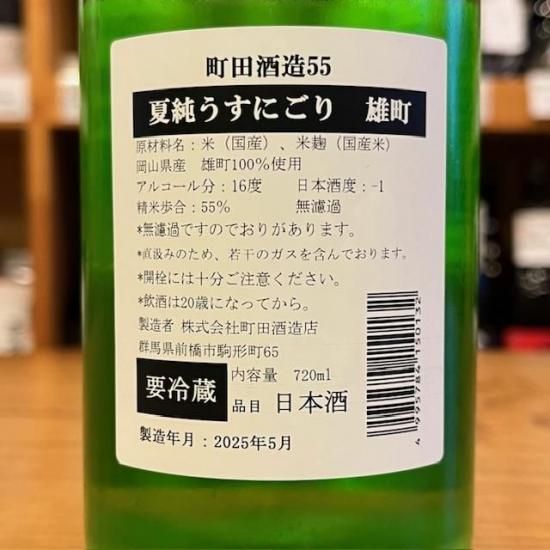 町田酒造55
夏純うすにごり　雄町
原材料名：米（国産）、米麹（国産米）
岡山県産　雄町100%使用
アルコール分：16度　日本酒度：-1
精米歩合：55%　無濾過
*無濾過ですのでおりがあります。
*直汲みのため、若干のガスを含んでおります。
*開栓には十分ご注意ください。
*飲酒は20歳になってから。
製造者 株式会社町田酒造店
群馬県前橋市駒形町65
要冷蔵
内容量　720ml
品目 日本酒
製造年月：2025年5月
4 995784 150132